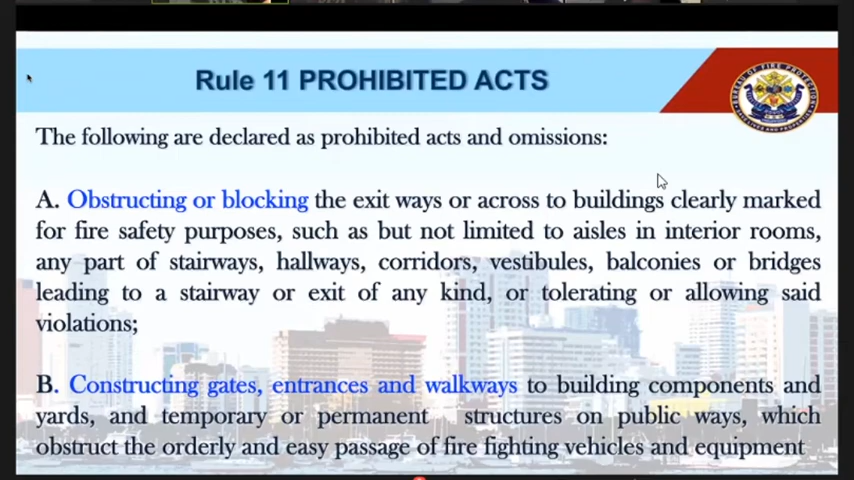 Rule 11 PROHIBITED ACTS
BUREAU OF FIRE PROTECTION
The following are declared as prohibited acts and omissions:
A. Obstructing or blocking the exit ways or across to buildings clearly marked
for fire safety purposes, such as but not limited to aisles in interior rooms,
any part of stairways, hallways, corridors, vestibules, balconies or bridges
leading to a stairway or exit of any kind, or tolerating or allowing said
violations;
B. Constructing gates, entrances and walkways to building components and
yards, and temporary or permanent structures on public ways, which
obstruct the orderly and easy passage of fire fighting vehicles and equipment